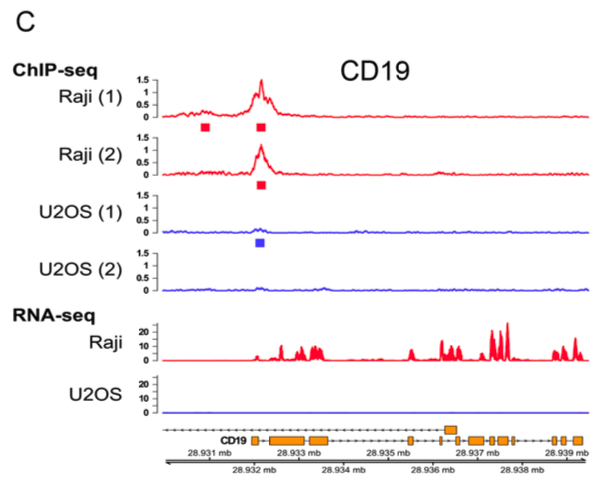 C
CD19
ChIP-seq
Raji (1)
1.5
1
0.5
0
Raji (2)
1.5
1
0.5
0
U2OS (1)
1.5
1
0.5
0
U2OS (2)
1.5
1
0.5
0
RNA-seq
Raji
20
10
0
U2OS
20
10
0
CD19
28.931 mb 28.933 mb 28.935 mb 28.937 mb 28.939 mb
28.932 mb 28.934 mb 28.936 mb 28.938 mb